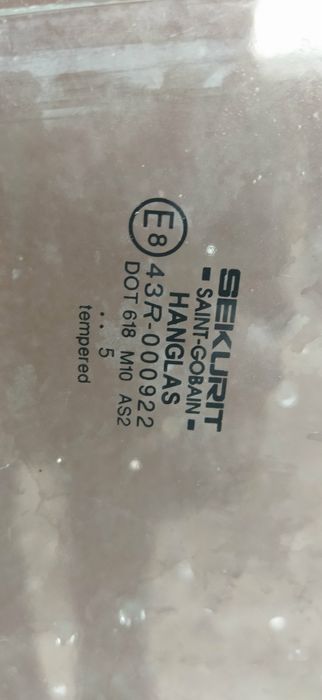 SEKURIT
- SAINT-GOBAIN -
HANGLAS
E8 43R-000922
DOT 618 M10 AS2
. . 5
tempered